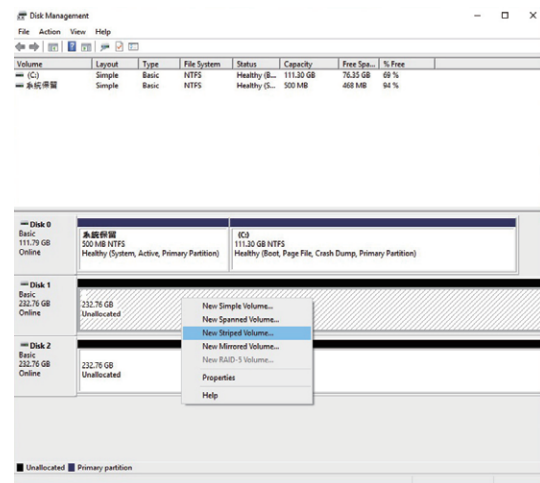 Disk Management
File Action View Help
Volume Layout Type File System Status Capacity Free Spa... % Free
(C:) Simple Basic NTFS Healthy (B... 111.30 GB 76.35 GB 69 %
系統保留 Simple Basic NTFS Healthy (S... 500 MB 468 MB 94 %
Disk 0
Basic
111.79 GB
Online
系統保留
500 MB NTFS
Healthy (System, Active, Primary Partition)
(C:)
111.30 GB NTFS
Healthy (Boot, Page File, Crash Dump, Primary Partition)
Disk 1
Basic
232.76 GB
Online
232.76 GB
Unallocated
New Simple Volume...
New Spanned Volume...
New Striped Volume...
New Mirrored Volume...
New RAID-5 Volume...
Properties
Help
Disk 2
Basic
232.76 GB
Online
232.76 GB
Unallocated
Unallocated Primary partition